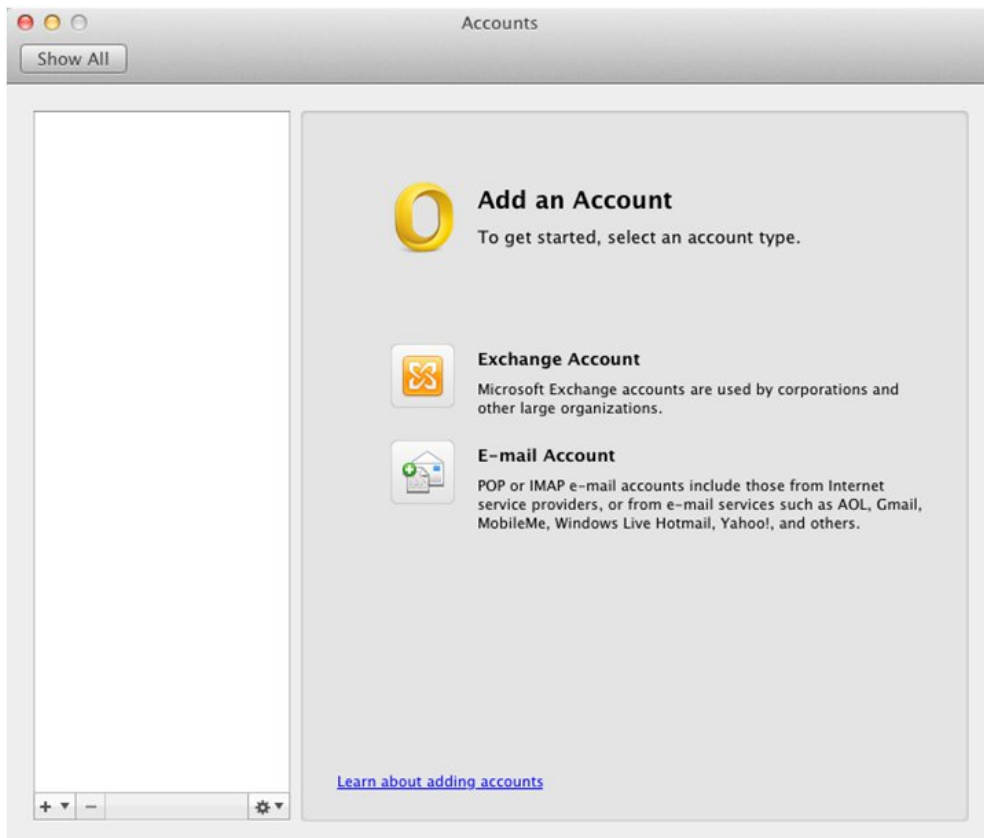 Accounts
Show All
Add an Account
To get started, select an account type.
Exchange Account
Microsoft Exchange accounts are used by corporations and
other large organizations.
E-mail Account
POP or IMAP e-mail accounts include those from Internet
service providers, or from e-mail services such as AOL, Gmail,
MobileMe, Windows Live Hotmail, Yahoo!, and others.
Learn about adding accounts